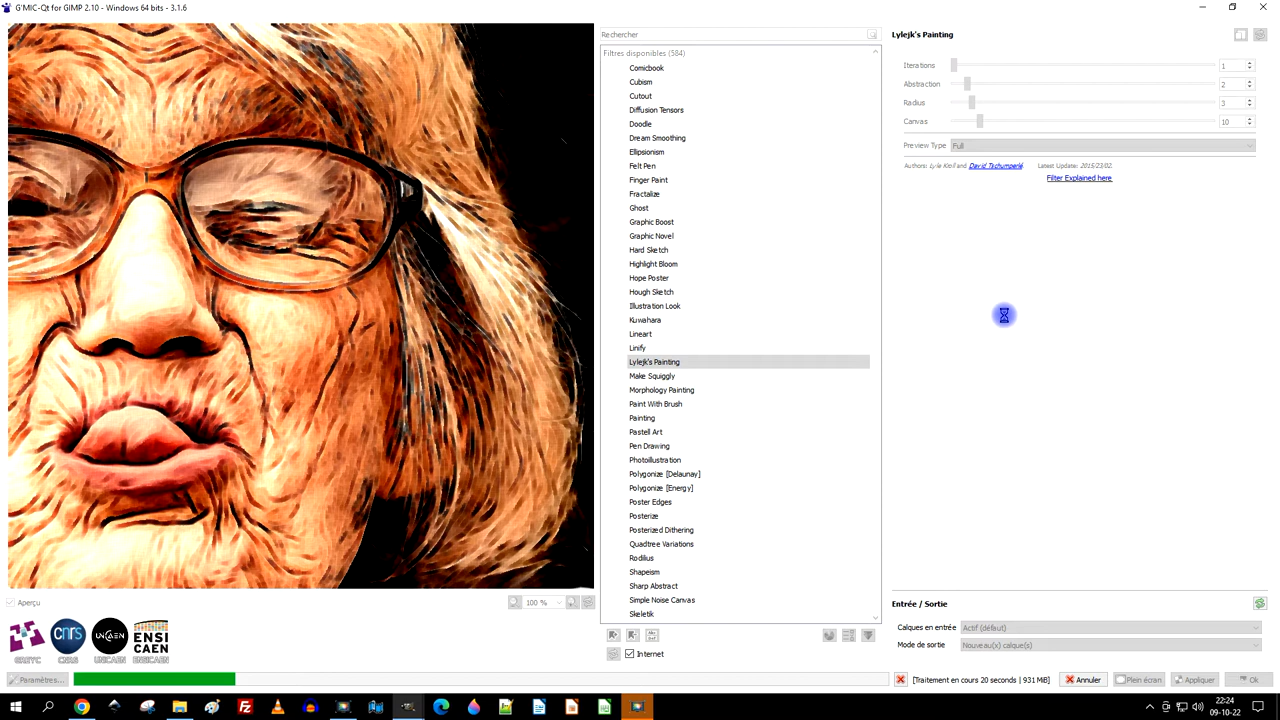 G'MIC-Qt for GIMP 2.10 - Windows 64 bits - 3.1.6
Rechercher
Filtres disponibles (584)
Comicbook
Cubism
Cutout
Diffusion Tensors
Doodle
Dream Smoothing
Ellipsionism
Felt Pen
Finger Paint
Fractalize
Ghost
Graphic Boost
Graphic Novel
Hard Sketch
Highlight Bloom
Hope Poster
Hough Sketch
Illustration Look
Kuwahara
Lineart
Linify
Lylejk's Painting
Make Squiggly
Morphology Painting
Paint With Brush
Painting
Pastell Art
Pen Drawing
Photoillustration
Polygonize [Delaunay]
Polygonize [Energy]
Poster Edges
Posterize
Posterized Dithering
Quadtree Variations
Rodilius
Shapeism
Sharp Abstract
Simple Noise Canvas
Skeletik
Internet
Lylejk's Painting
Iterations 1
Abstraction 2
Radius 3
Canvas 10
Preview Type Full
Authors: Lyle Kroll and David Tschumperlé. Latest Update: 2015/23/02.
Filter Explained here
Entrée / Sortie
Calques en entrée Actif (défaut)
Mode de sortie Nouveau(x) calque(s)
Aperçu
100 %
GREYC
CNRS
UNICAEN
ENSICAEN
cnrs
UNICAEN
ENSI
CAEN
Paramètres...
[Traitement en cours 20 seconds | 931 MiB]
Annuler
Plein écran
Appliquer
Ok
22:24
09-10-22